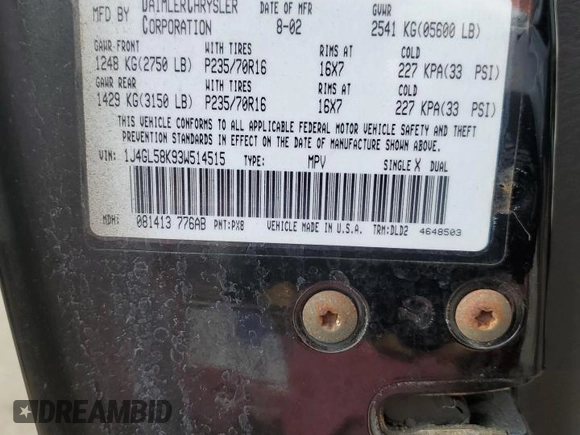 MFD BY DAIMLERCHRYSLER CORPORATION DATE OF MFR 8-02 GVWR 2541 KG(05600 LB)
GAWR FRONT WITH TIRES RIMS AT COLD
1248 KG(2750 LB) P235/70R16 16X7 227 KPA(33 PSI)
GAWR REAR WITH TIRES RIMS AT COLD
1429 KG(3150 LB) P235/70R16 16X7 227 KPA(33 PSI)
THIS VEHICLE CONFORMS TO ALL APPLICABLE FEDERAL MOTOR VEHICLE SAFETY AND THEFT
PREVENTION STANDARDS IN EFFECT ON THE DATE OF MANUFACTURE SHOWN ABOVE.
VIN: 1J4GL58K93W514515 TYPE: MPV SINGLE X DUAL
MDH: 081413 776AB PNT:PX8 VEHICLE MADE IN U.S.A. TRM:DLD2 4648503
DREAMBID